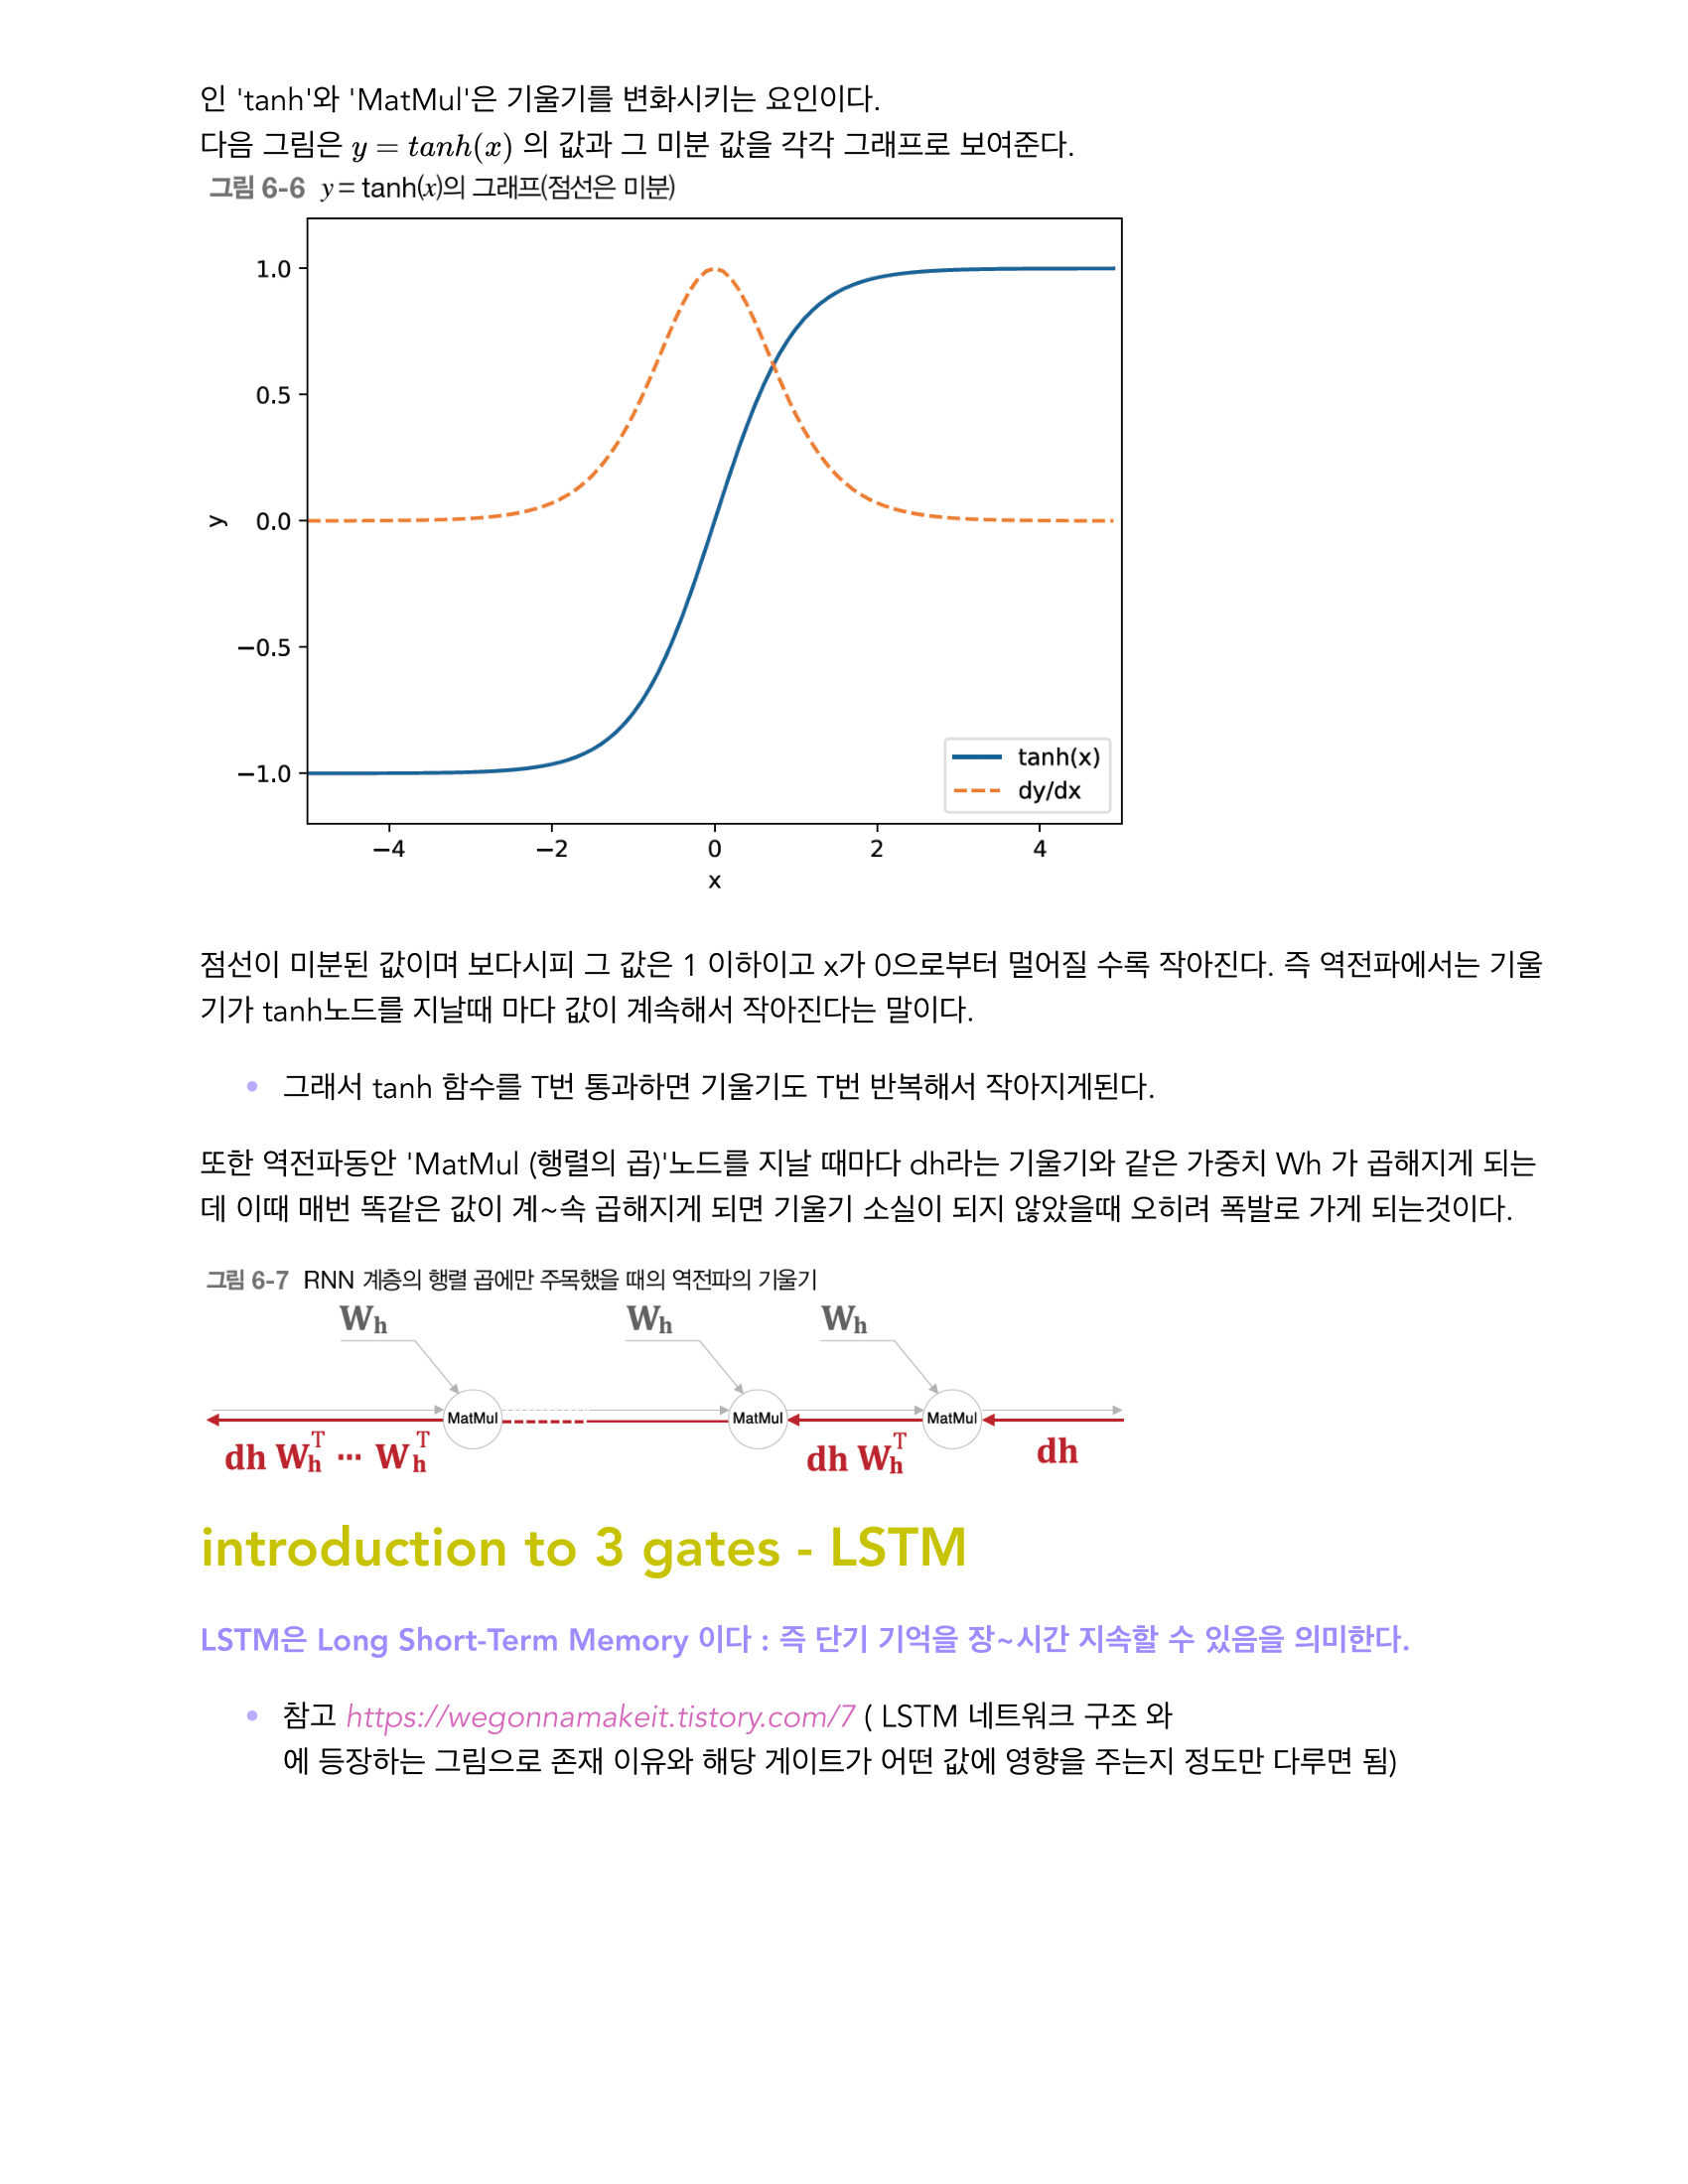 인 'tanh'와 'MatMul'은 기울기를 변화시키는 요인이다.
다음 그림은 y = tanh(x) 의 값과 그 미분 값을 각각 그래프로 보여준다.
그림 6-6 y = tanh(x)의 그래프(점선은 미분)
1.0
0.5
0.0
−0.5
−1.0
y
tanh(x)
dy/dx
−4 −2 0 2 4
x
점선이 미분된 값이며 보다시피 그 값은 1 이하이고 x가 0으로부터 멀어질 수록 작아진다. 즉 역전파에서는 기울
기가 tanh노드를 지날때 마다 값이 계속해서 작아진다는 말이다.
• 그래서 tanh 함수를 T번 통과하면 기울기도 T번 반복해서 작아지게된다.
또한 역전파동안 'MatMul (행렬의 곱)'노드를 지날 때마다 dh라는 기울기와 같은 가중치 Wh 가 곱해지게 되는
데 이때 매번 똑같은 값이 계~속 곱해지게 되면 기울기 소실이 되지 않았을때 오히려 폭발로 가게 되는것이다.
그림 6-7 RNN 계층의 행렬 곱에만 주목했을 때의 역전파의 기울기
W_h W_h W_h
MatMul MatMul MatMul
dh W_h^T ... W_h^T dh W_h^T dh
introduction to 3 gates - LSTM
LSTM은 Long Short-Term Memory 이다 : 즉 단기 기억을 장~시간 지속할 수 있음을 의미한다.
• 참고 https://wegonnamakeit.tistory.com/7 ( LSTM 네트워크 구조 와
에 등장하는 그림으로 존재 이유와 해당 게이트가 어떤 값에 영향을 주는지 정도만 다루면 됨)